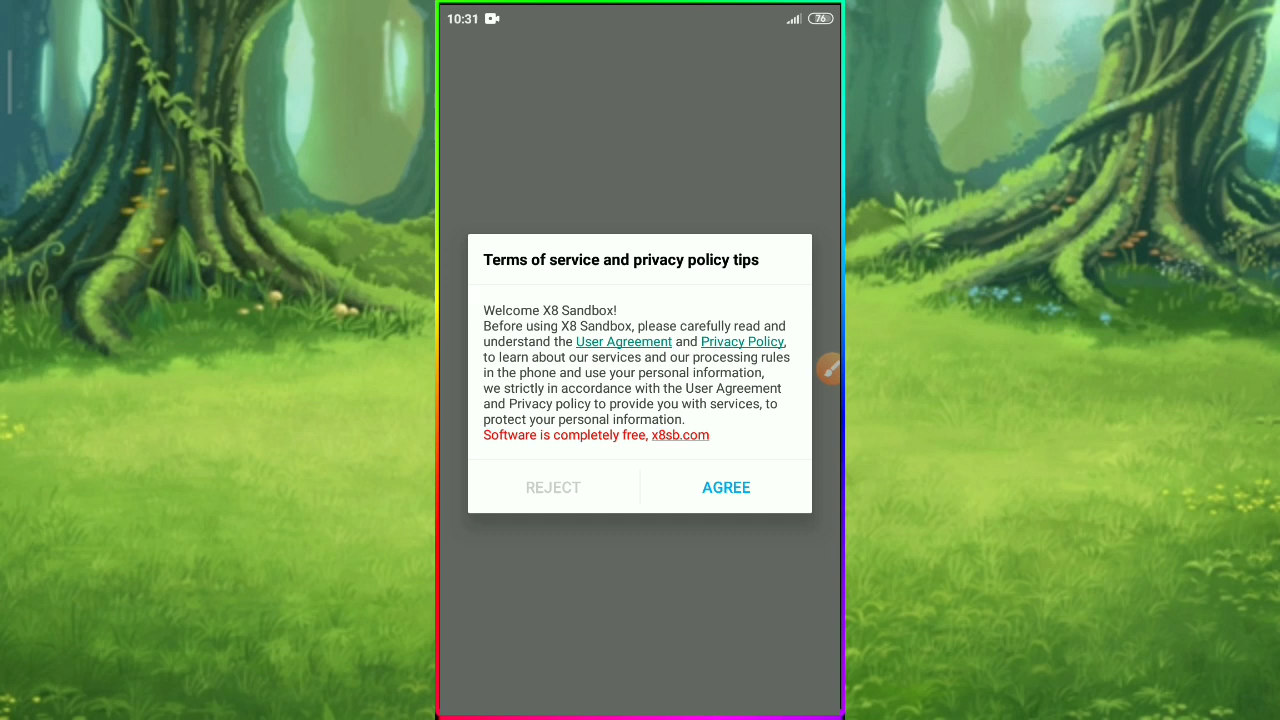 10:31
76
Terms of service and privacy policy tips
Welcome X8 Sandbox!
Before using X8 Sandbox, please carefully read and
understand the User Agreement and Privacy Policy,
to learn about our services and our processing rules
in the phone and use your personal information,
we strictly in accordance with the User Agreement
and Privacy policy to provide you with services, to
protect your personal information.
Software is completely free, x8sb.com
REJECT AGREE